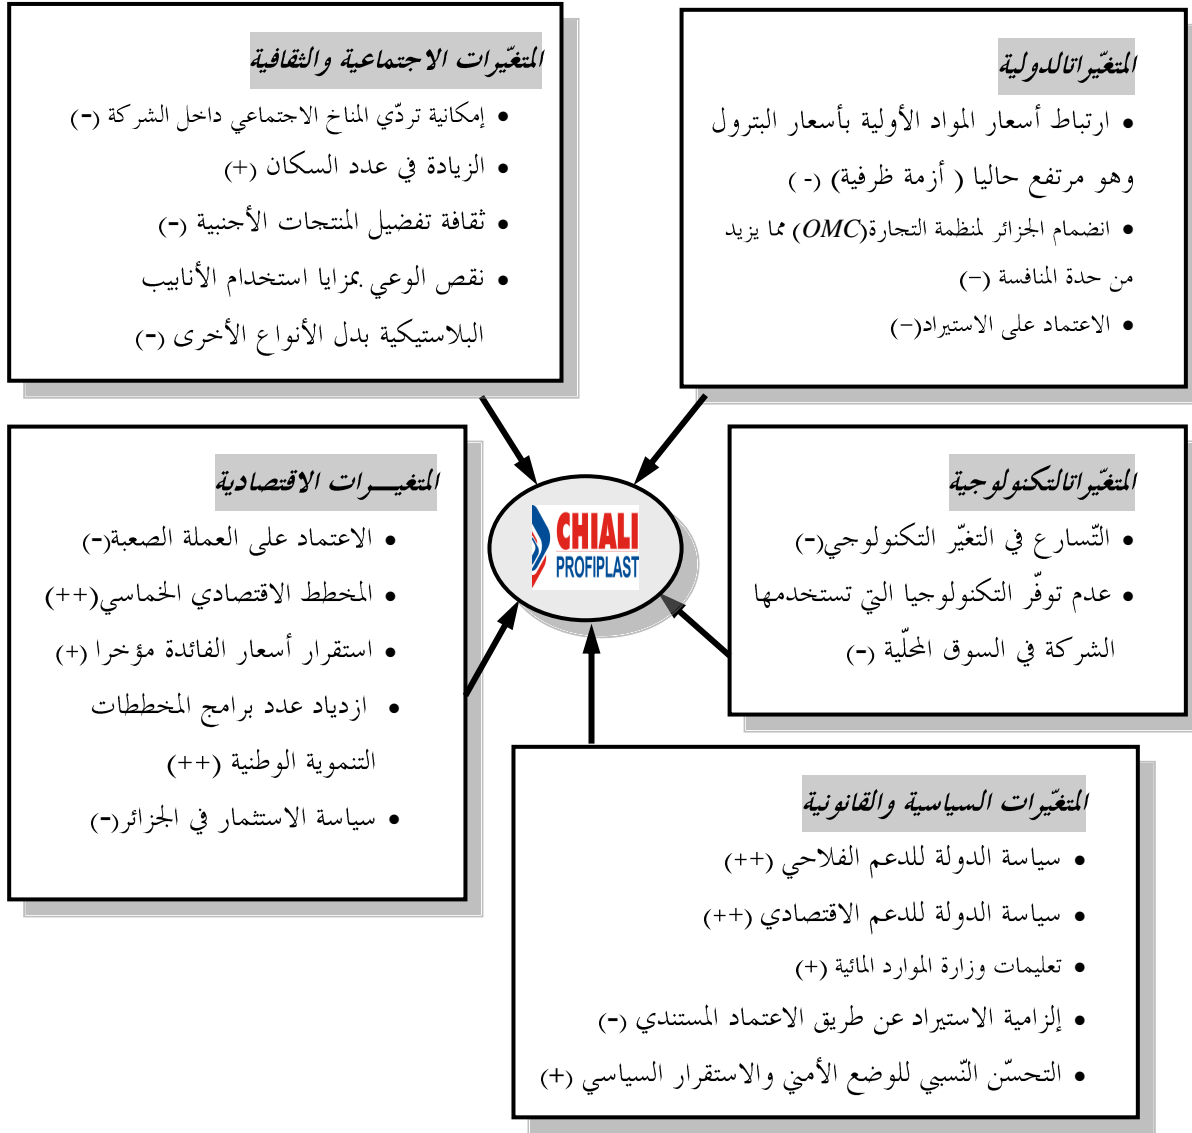 المتغيّراتالدولية
• ارتباط أسعار المواد الأولية بأسعار البترول
وهو مرتفع حاليا ( أزمة ظرفية) (- )
• انضمام الجزائر لمنظمة التجارة(OMC) مما يزيد
من حدة المنافسة (–)
• الاعتماد على الاستيراد(–)
المتغيّرات الاجتماعية والثقافية
• إمكانية تردّي المناخ الاجتماعي داخل الشركة (-)
• الزيادة في عدد السكان (+)
• ثقافة تفضيل المنتجات الأجنبية (-)
• نقص الوعي بمزايا استخدام الأنابيب
البلاستيكية بدل الأنواع الأخرى (-)
المتغيّراتالتكنولوجية
• التّسارع في التغيّر التكنولوجي(-)
• عدم توفّر التكنولوجيا التي تستخدمها
الشركة في السوق المحلّية (-)
CHIALI
PROFIPLAST
المتغيـــرات الاقتصادية
• الاعتماد على العملة الصعبة(-)
• المخطط الاقتصادي الخماسي(++)
• استقرار أسعار الفائدة مؤخرا (+)
• ازدياد عدد برامج المخططات
التنموية الوطنية (++)
• سياسة الاستثمار في الجزائر(-)
المتغيّرات السياسية والقانونية
• سياسة الدولة للدعم الفلاحي (++)
• سياسة الدولة للدعم الاقتصادي (++)
• تعليمات وزارة الموارد المائية (+)
• إلزامية الاستيراد عن طريق الاعتماد المستندي (-)
• التحسّن النّسبي للوضع الأمني والاستقرار السياسي (+)